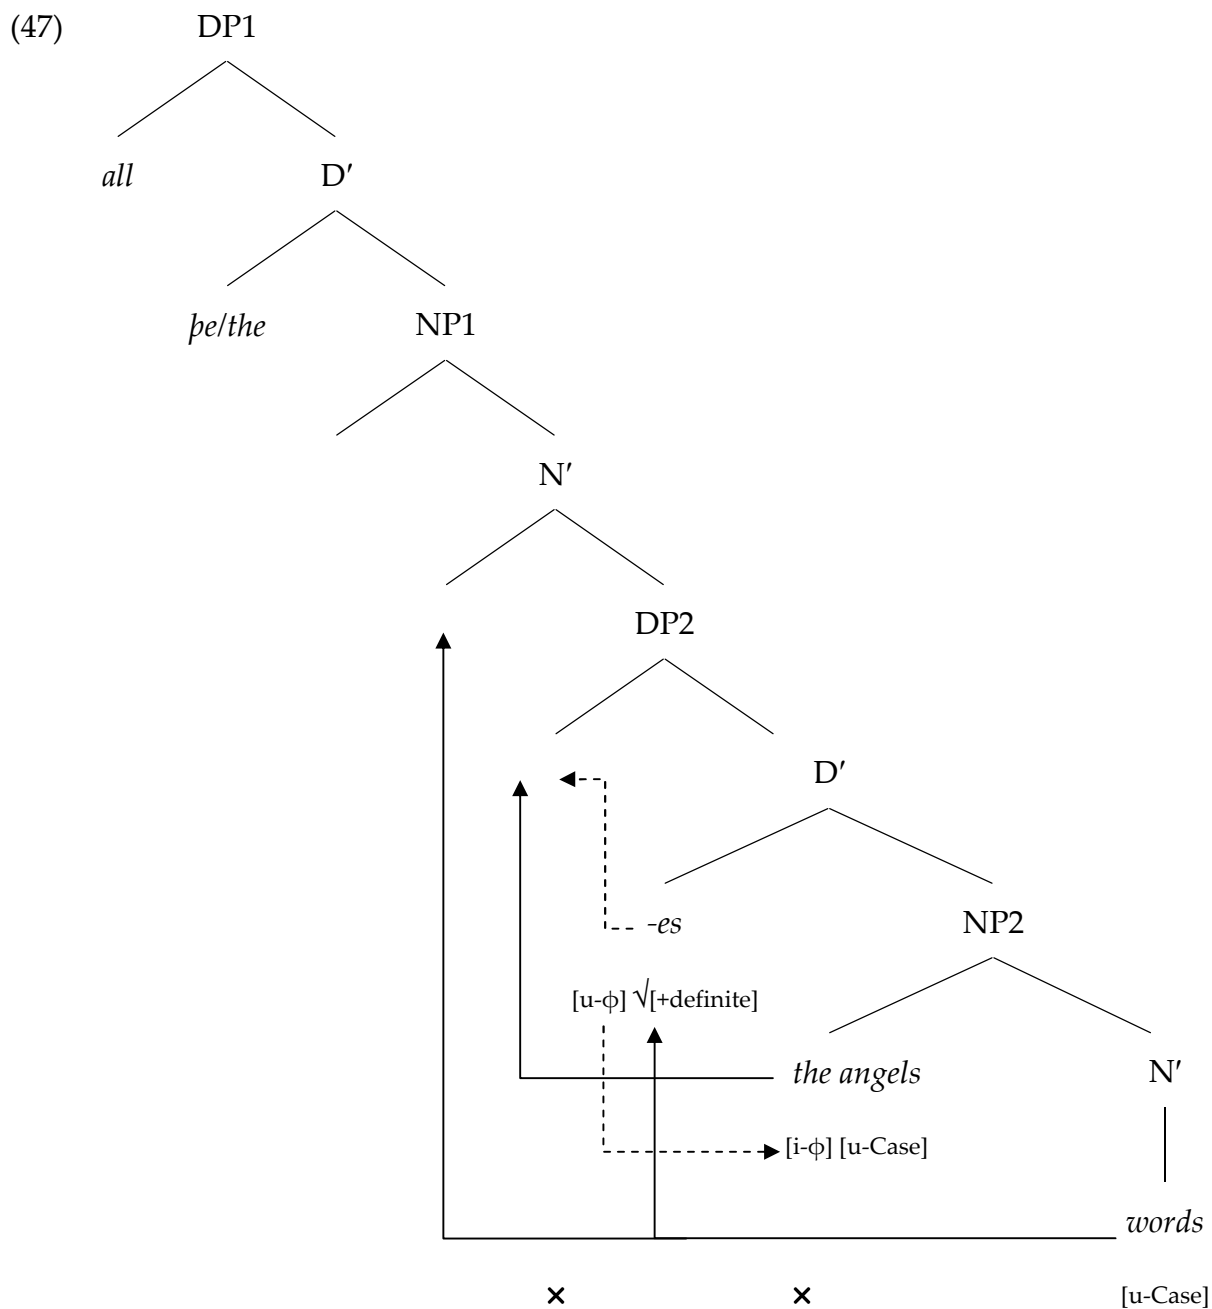 (47) DP1
all D′
þe/the NP1
N′
DP2
D′
-es NP2
[u-ϕ] √[+definite]
the angels N′
[i-ϕ] [u-Case]
words
× × [u-Case]